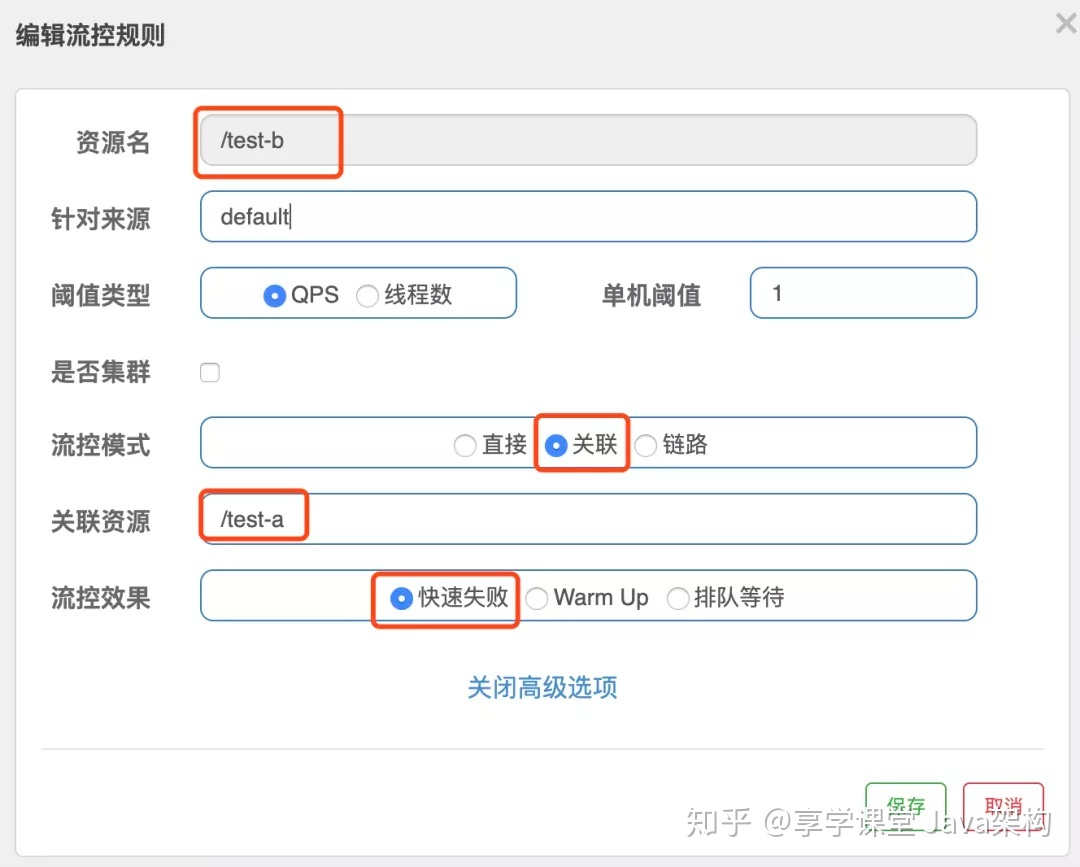 编辑流控规则
资源名 /test-b
针对来源 default
阈值类型 QPS 线程数 单机阈值 1
是否集群
流控模式 直接 关联 链路
关联资源 /test-a
流控效果 快速失败 Warm Up 排队等待
关闭高级选项
保存 取消
知乎 @享学课堂 Java架构